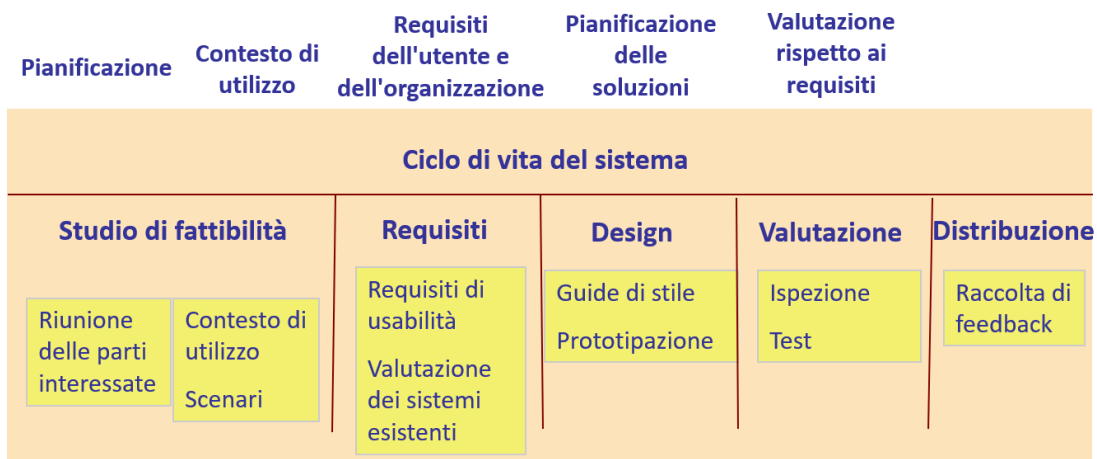 Pianificazione
Contesto di
utilizzo
Requisiti
dell'utente e
dell'organizzazione
Pianificazione
delle
soluzioni
Valutazione
rispetto ai
requisiti
Ciclo di vita del sistema
Studio di fattibilità
Requisiti
Design
Valutazione
Distribuzione
Riunione
delle parti
interessate
Contesto di
utilizzo
Scenari
Requisiti di
usabilità
Valutazione
dei sistemi
esistenti
Guide di stile
Prototipazione
Ispezione
Test
Raccolta di
feedback